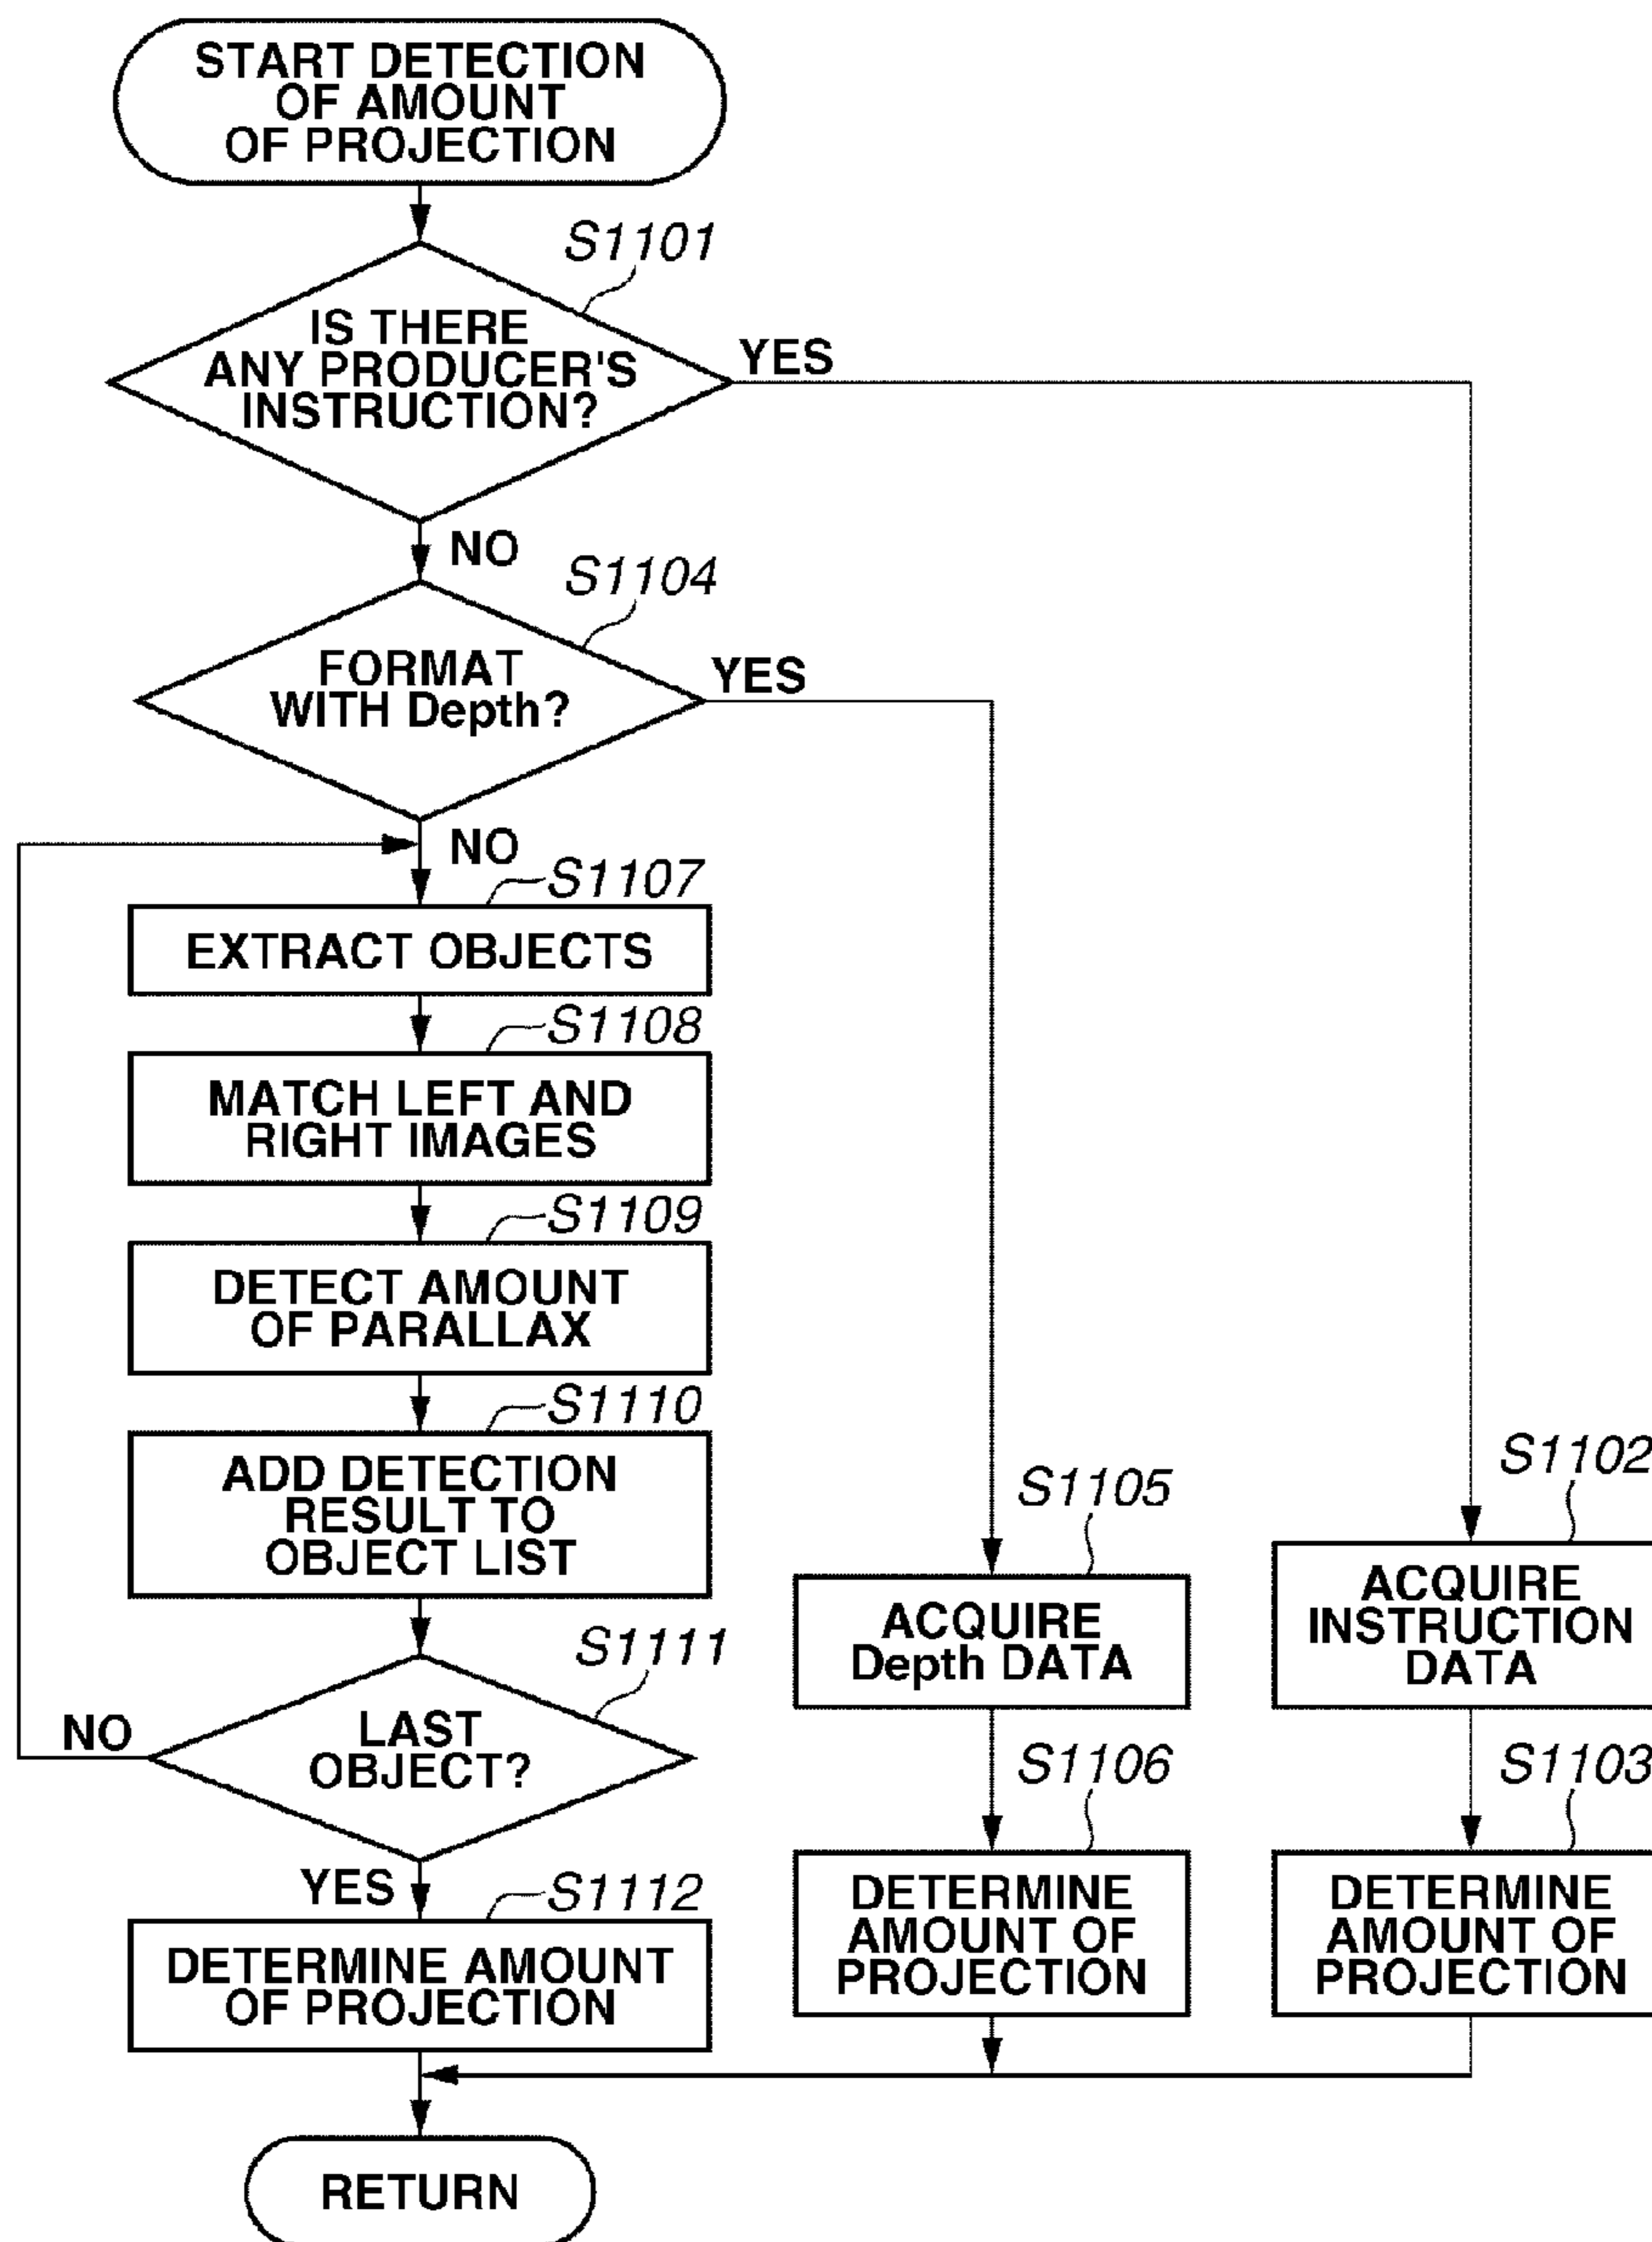 START DETECTION
OF AMOUNT
OF PROJECTION
S1101
IS THERE
ANY PRODUCER'S
INSTRUCTION?
YES
NO
S1104
FORMAT
WITH Depth?
YES
NO
S1107
EXTRACT OBJECTS
S1108
MATCH LEFT AND
RIGHT IMAGES
S1109
DETECT AMOUNT
OF PARALLAX
S1110
ADD DETECTION
RESULT TO
OBJECT LIST
S1111
LAST
OBJECT?
NO
YES
S1112
DETERMINE AMOUNT
OF PROJECTION
S1105
ACQUIRE
Depth DATA
S1106
DETERMINE
AMOUNT OF
PROJECTION
S1102
ACQUIRE
INSTRUCTION
DATA
S1103
DETERMINE
AMOUNT OF
PROJECTION
RETURN